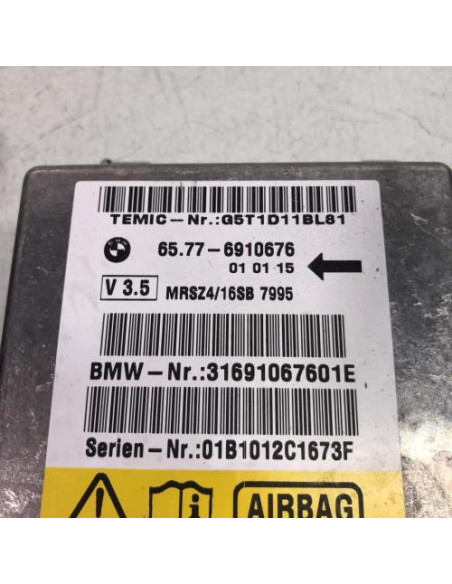 TEMIC-Nr.:G5T1D11BL81
65.77-6910676
01 01 15
V 3.5 MRSZ4/16SB 7995
BMW-Nr.:31691067601E
Serien-Nr.:01B1012C1673F
AIRBAG